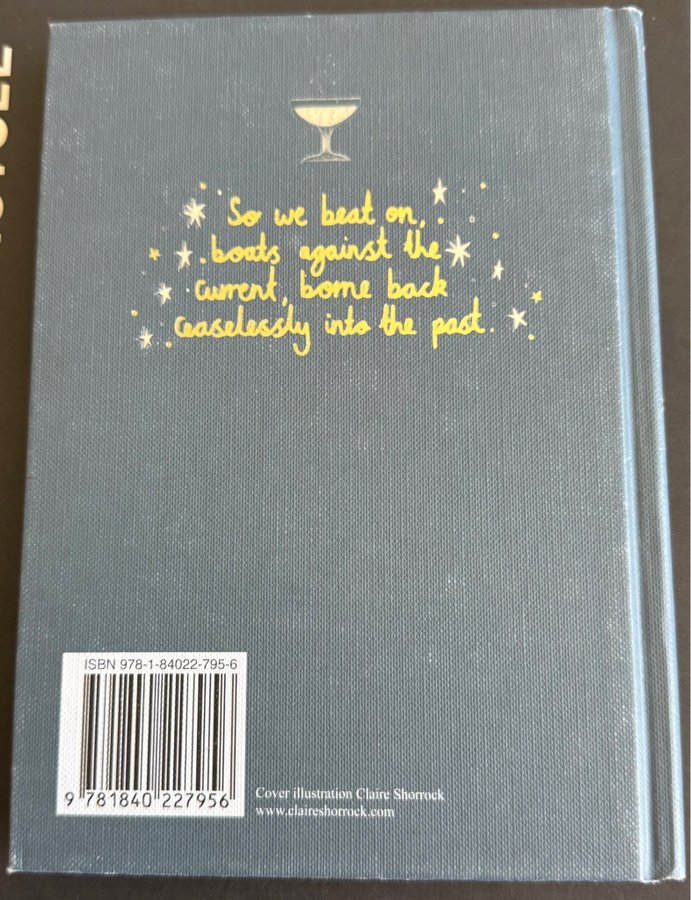 So we beat on,
boats against the
current, borne back
ceaselessly into the past.
ISBN 978-1-84022-795-6
9 781840 227956
Cover illustration Claire Shorrock
www.claireshorrock.com